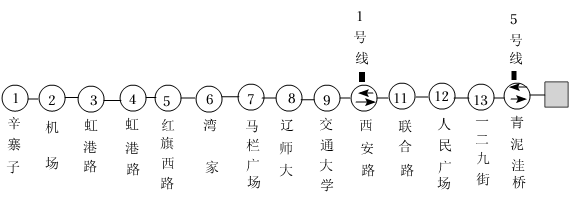 1号线
5号线
1
2
3
4
5
6
7
8
9
11
12
13
辛寨子
机场
虹港路
虹港路
红旗西路
湾家
马栏广场
辽师大
交通大学
西安路
联合路
人民广场
一二九街
青泥洼桥